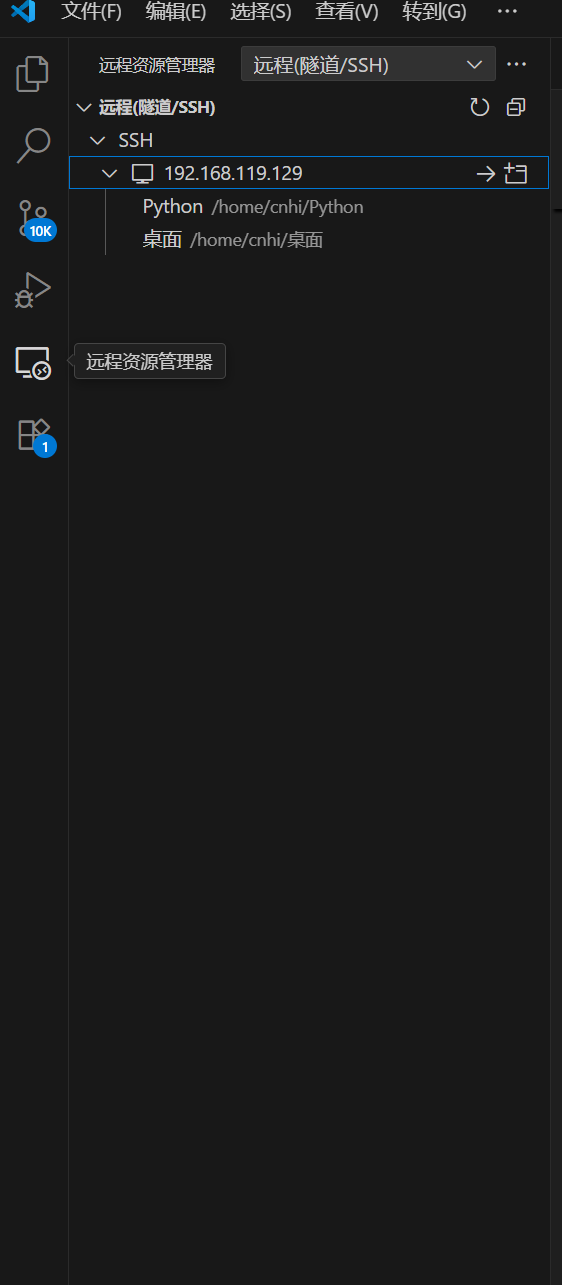 文件(F) 编辑(E) 选择(S) 查看(V) 转到(G) ···
远程资源管理器 远程(隧道/SSH) ···
远程(隧道/SSH)
SSH
192.168.119.129
Python /home/cnhi/Python
10K
桌面 /home/cnhi/桌面
远程资源管理器
1